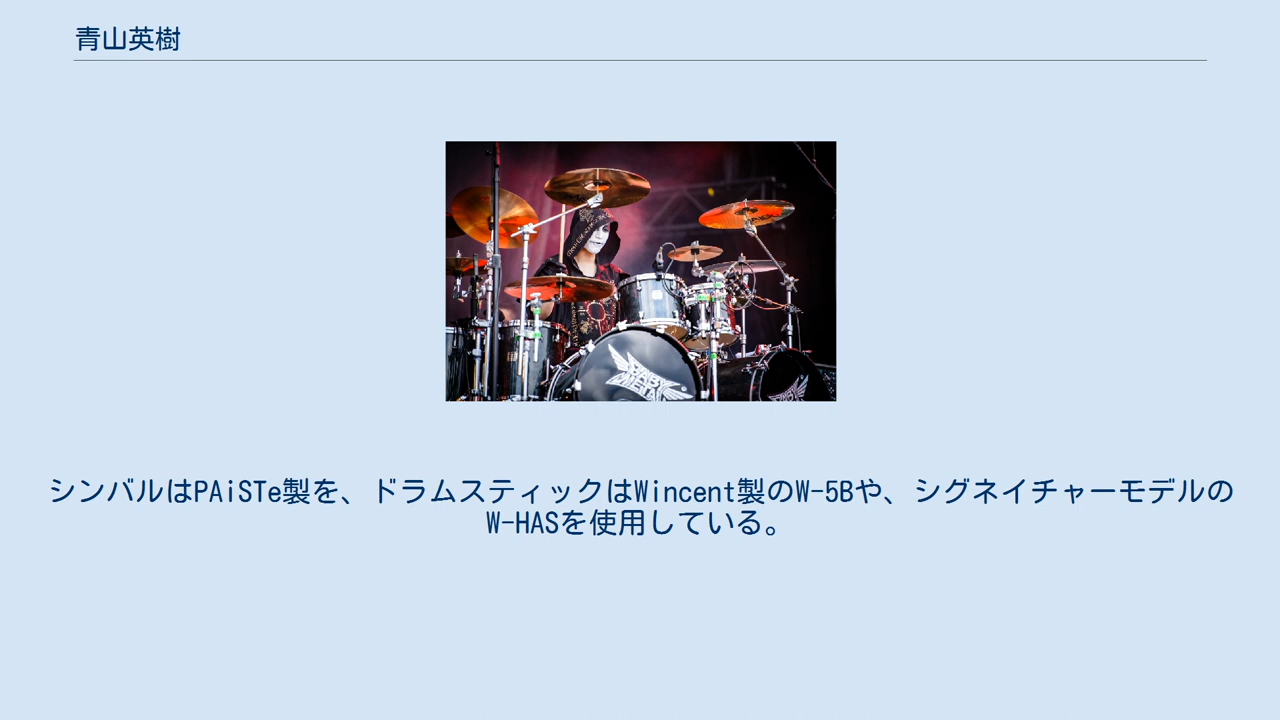 青山英樹
BABY
METAL
シンバルはPAiSTe製を、ドラムスティックはWincent製のW-5Bや、シグネイチャーモデルの
W-HASを使用している。